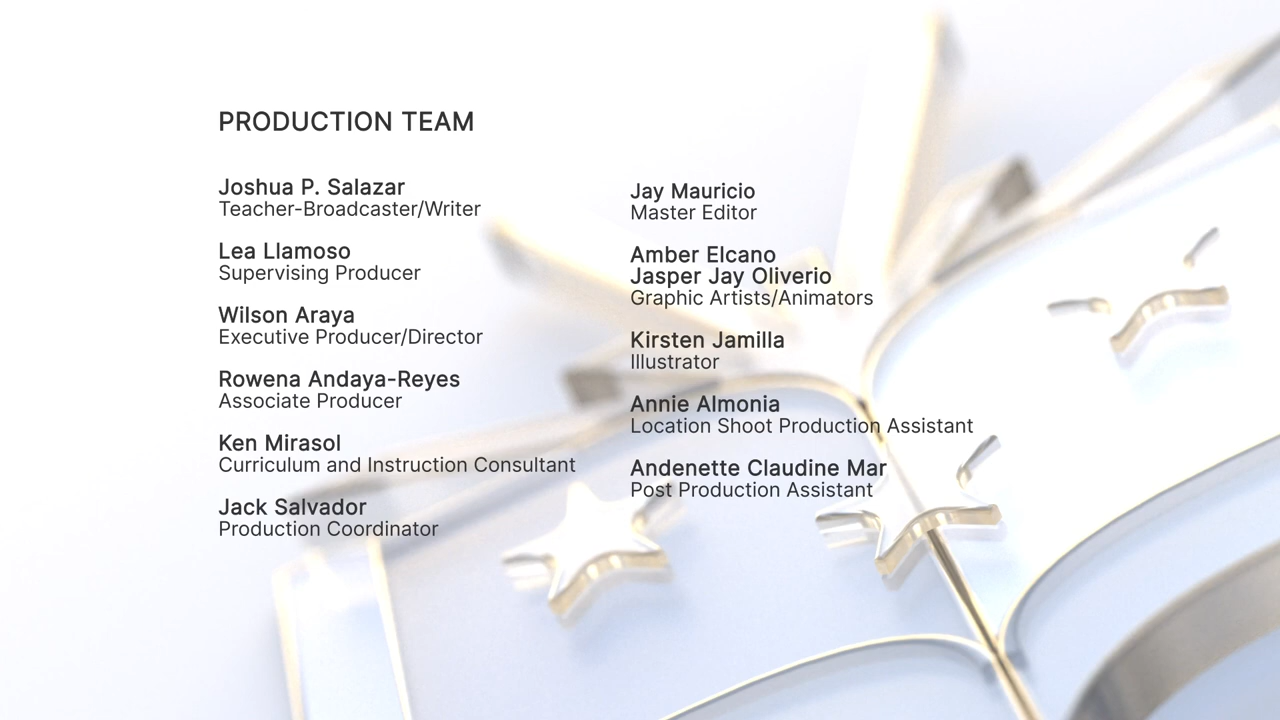 PRODUCTION TEAM
Joshua P. Salazar
Teacher-Broadcaster/Writer
Lea Llamoso
Supervising Producer
Wilson Araya
Executive Producer/Director
Rowena Andaya-Reyes
Associate Producer
Ken Mirasol
Curriculum and Instruction Consultant
Jack Salvador
Production Coordinator
Jay Mauricio
Master Editor
Amber Elcano
Jasper Jay Oliverio
Graphic Artists/Animators
Kirsten Jamilla
Illustrator
Annie Almonia
Location Shoot Production Assistant
Andenette Claudine Mar
Post Production Assistant